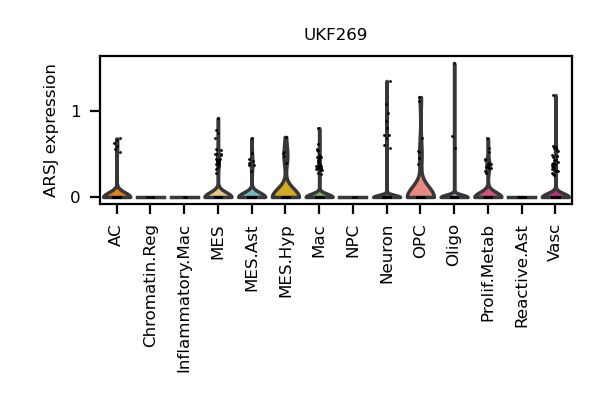 UKF269
ARSJ expression
1
0
AC
Chromatin.Reg
Inflammatory.Mac
MES
MES.Ast
MES.Hyp
Mac
NPC
Neuron
OPC
Oligo
Prolif.Metab
Reactive.Ast
Vasc